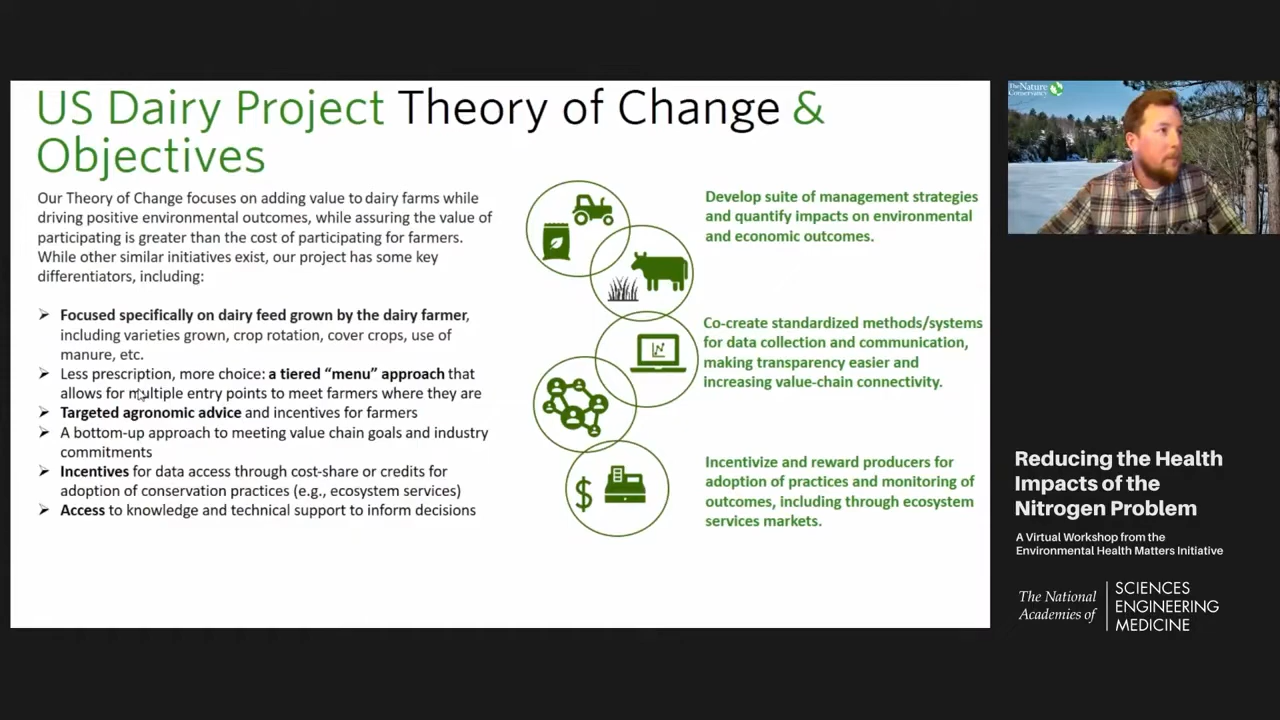 US Dairy Project Theory of Change &
Objectives
Our Theory of Change focuses on adding value to dairy farms while
driving positive environmental outcomes, while assuring the value of
participating is greater than the cost of participating for farmers.
While other similar initiatives exist, our project has some key
differentiators, including:
Focused specifically on dairy feed grown by the dairy farmer,
including varieties grown, crop rotation, cover crops, use of
manure, etc.
Less prescription, more choice: a tiered “menu” approach that
allows for multiple entry points to meet farmers where they are
Targeted agronomic advice and incentives for farmers
A bottom-up approach to meeting value chain goals and industry
commitments
Incentives for data access through cost-share or credits for
adoption of conservation practices (e.g., ecosystem services)
Access to knowledge and technical support to inform decisions
Develop suite of management strategies
and quantify impacts on environmental
and economic outcomes.
Co-create standardized methods/systems
for data collection and communication,
making transparency easier and
increasing value-chain connectivity.
$
Incentivize and reward producers for
adoption of practices and monitoring of
outcomes, including through ecosystem
services markets.
The Nature
Conservancy
Reducing the Health
Impacts of the
Nitrogen Problem
A Virtual Workshop from the
Environmental Health Matters Initiative
The National
Academies of
SCIENCES
ENGINEERING
MEDICINE